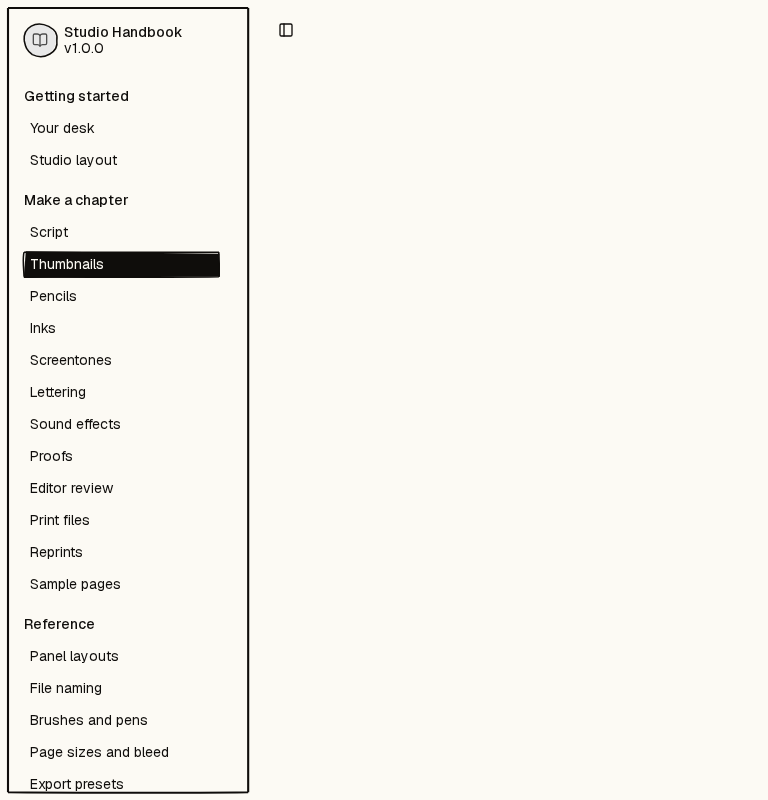 Studio Handbook
v1.0.0
Getting started
Your desk
Studio layout
Make a chapter
Script
Thumbnails
Pencils
Inks
Screentones
Lettering
Sound effects
Proofs
Editor review
Print files
Reprints
Sample pages
Reference
Panel layouts
File naming
Brushes and pens
Page sizes and bleed
Export presets